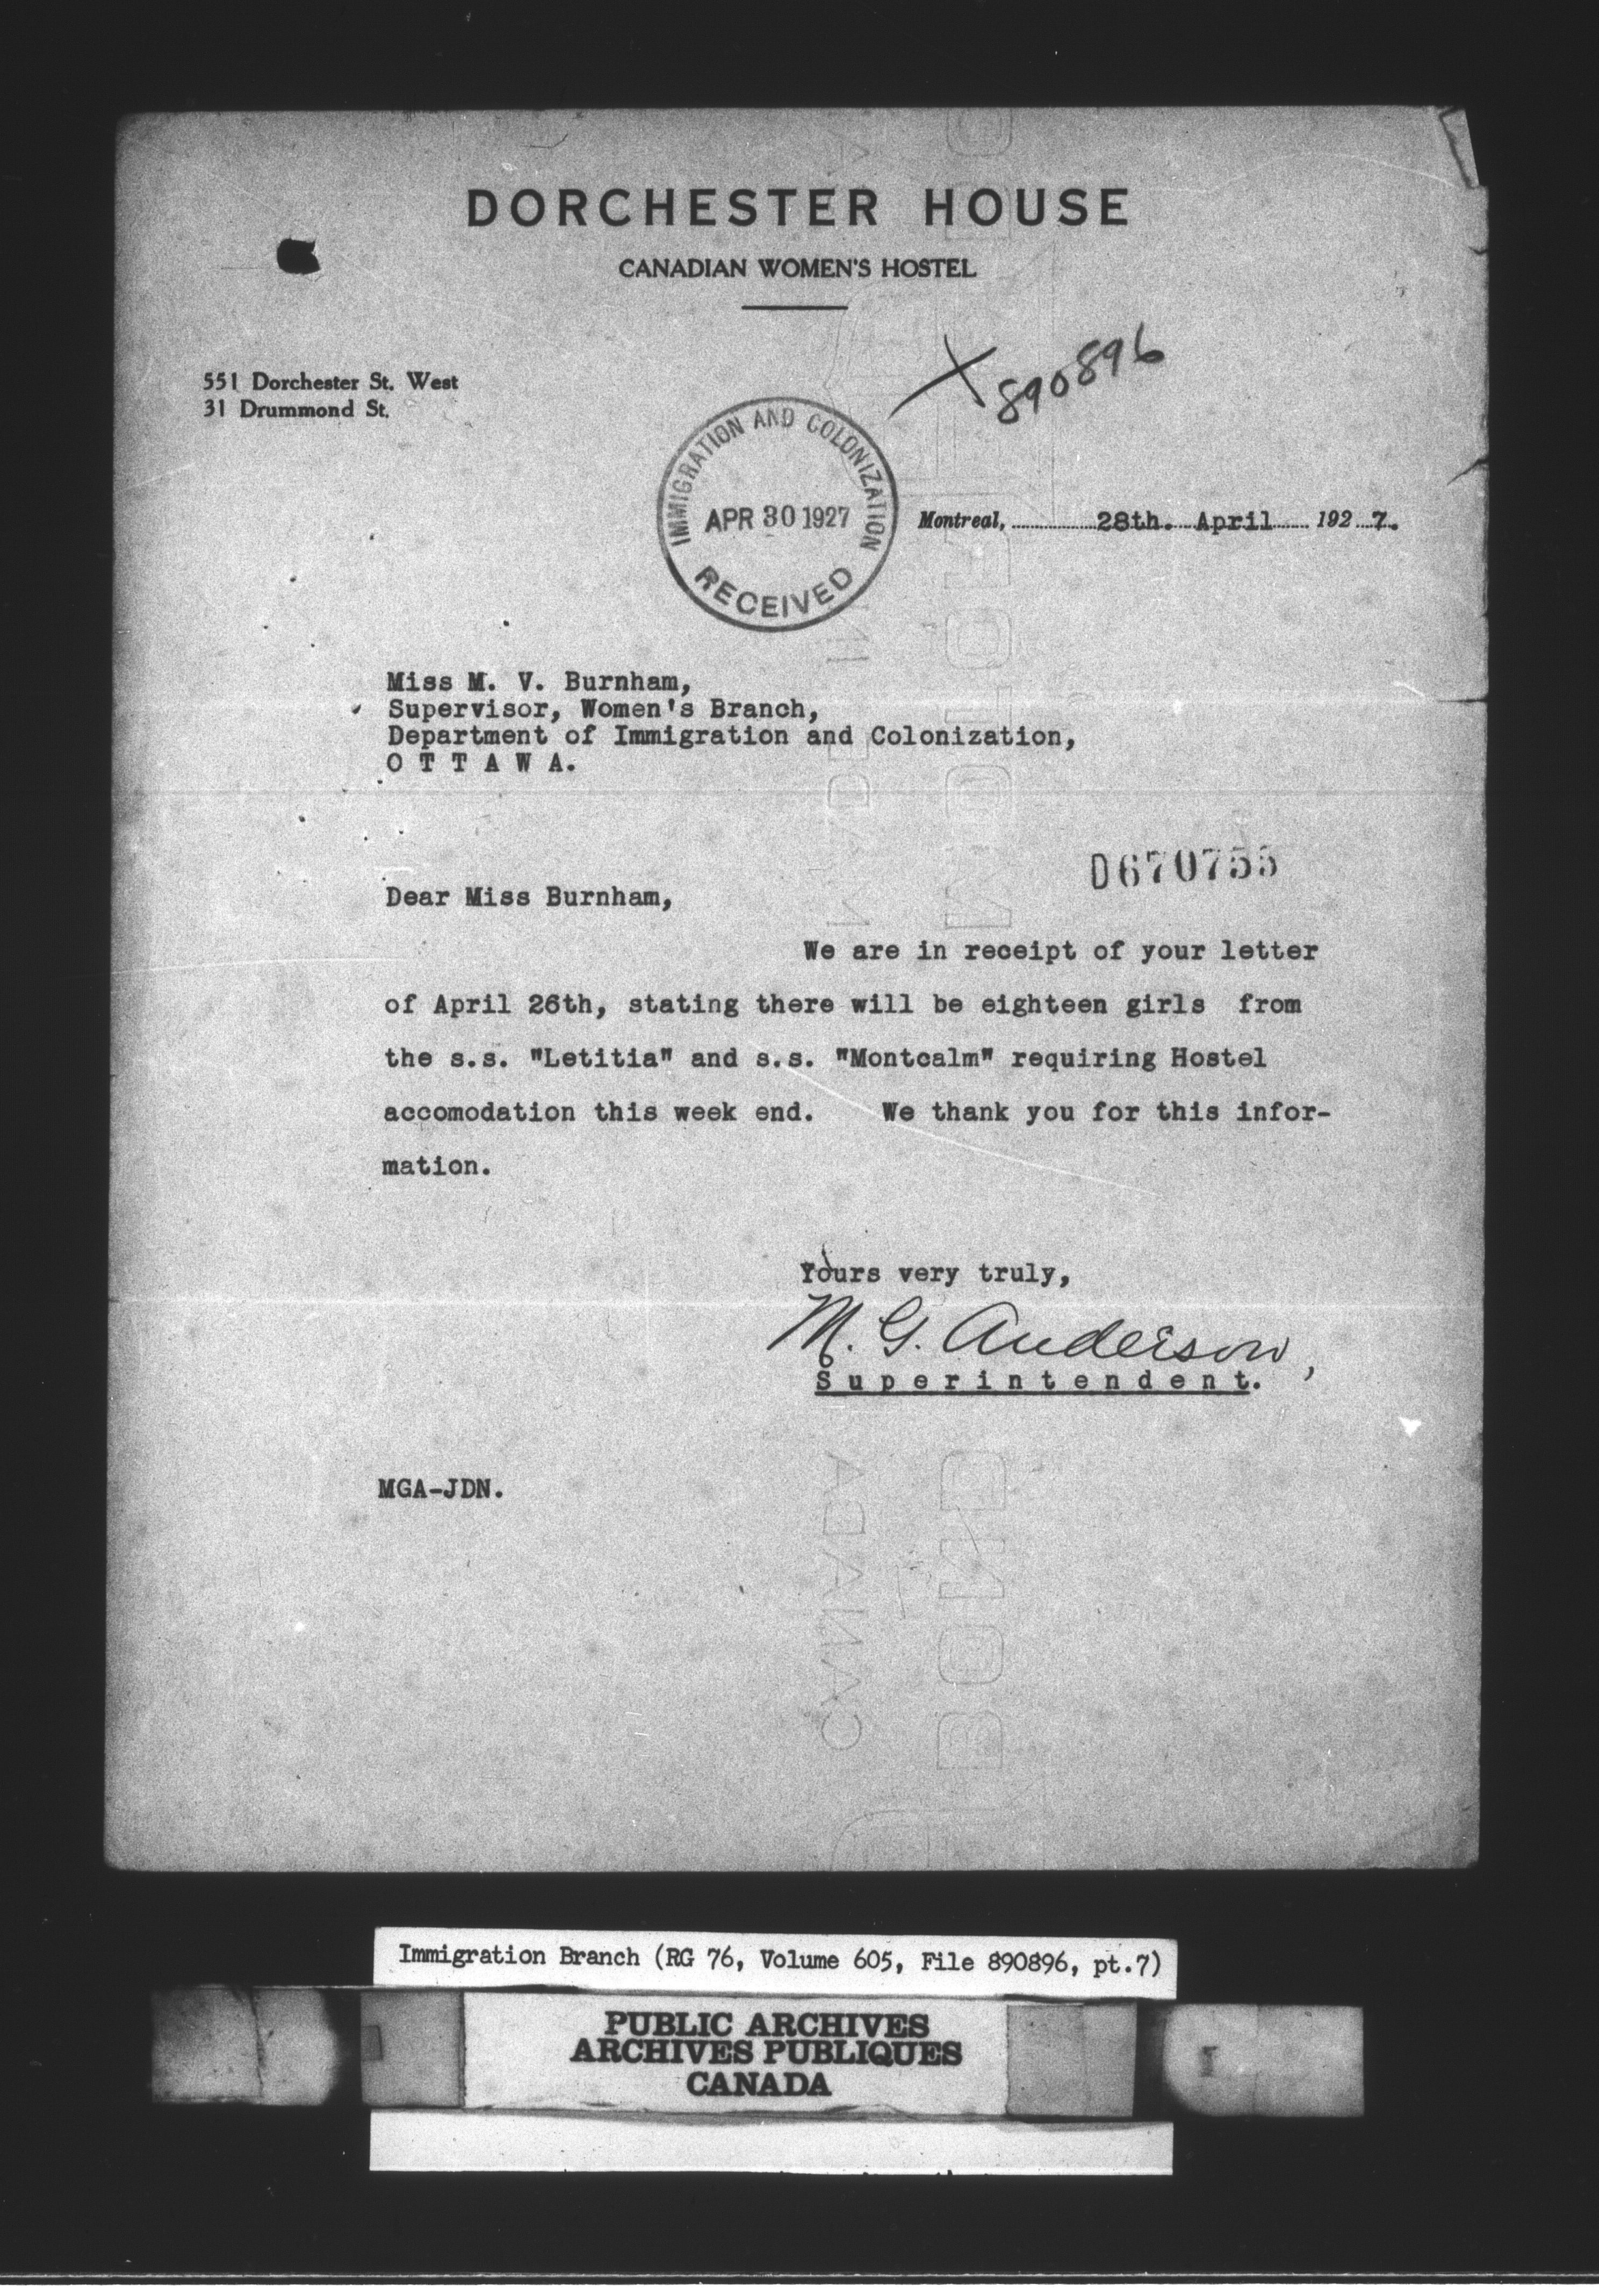 DORCHESTER HOUSE
CANADIAN WOMEN'S HOSTEL
551 Dorchester St. West
31 Drummond St.
X 890896
IMMIGRATION AND COLONIZATION
APR 30 1927
RECEIVED
Montreal, 28th. April 1927.
Miss M. V. Burnham,
Supervisor, Women's Branch,
Department of Immigration and Colonization,
O T T A W A.
D670755
Dear Miss Burnham,
We are in receipt of your letter
of April 26th, stating there will be eighteen girls from
the s.s. "Letitia" and s.s. "Montcalm" requiring Hostel
accomodation this week end. We thank you for this infor-
mation.
Yours very truly,
M. G. Anderson,
Superintendent.
MGA-JDN.
CANADA
BOND
Immigration Branch (RG 76, Volume 605, File 890896, pt.7)
PUBLIC ARCHIVES
ARCHIVES PUBLIQUES
CANADA